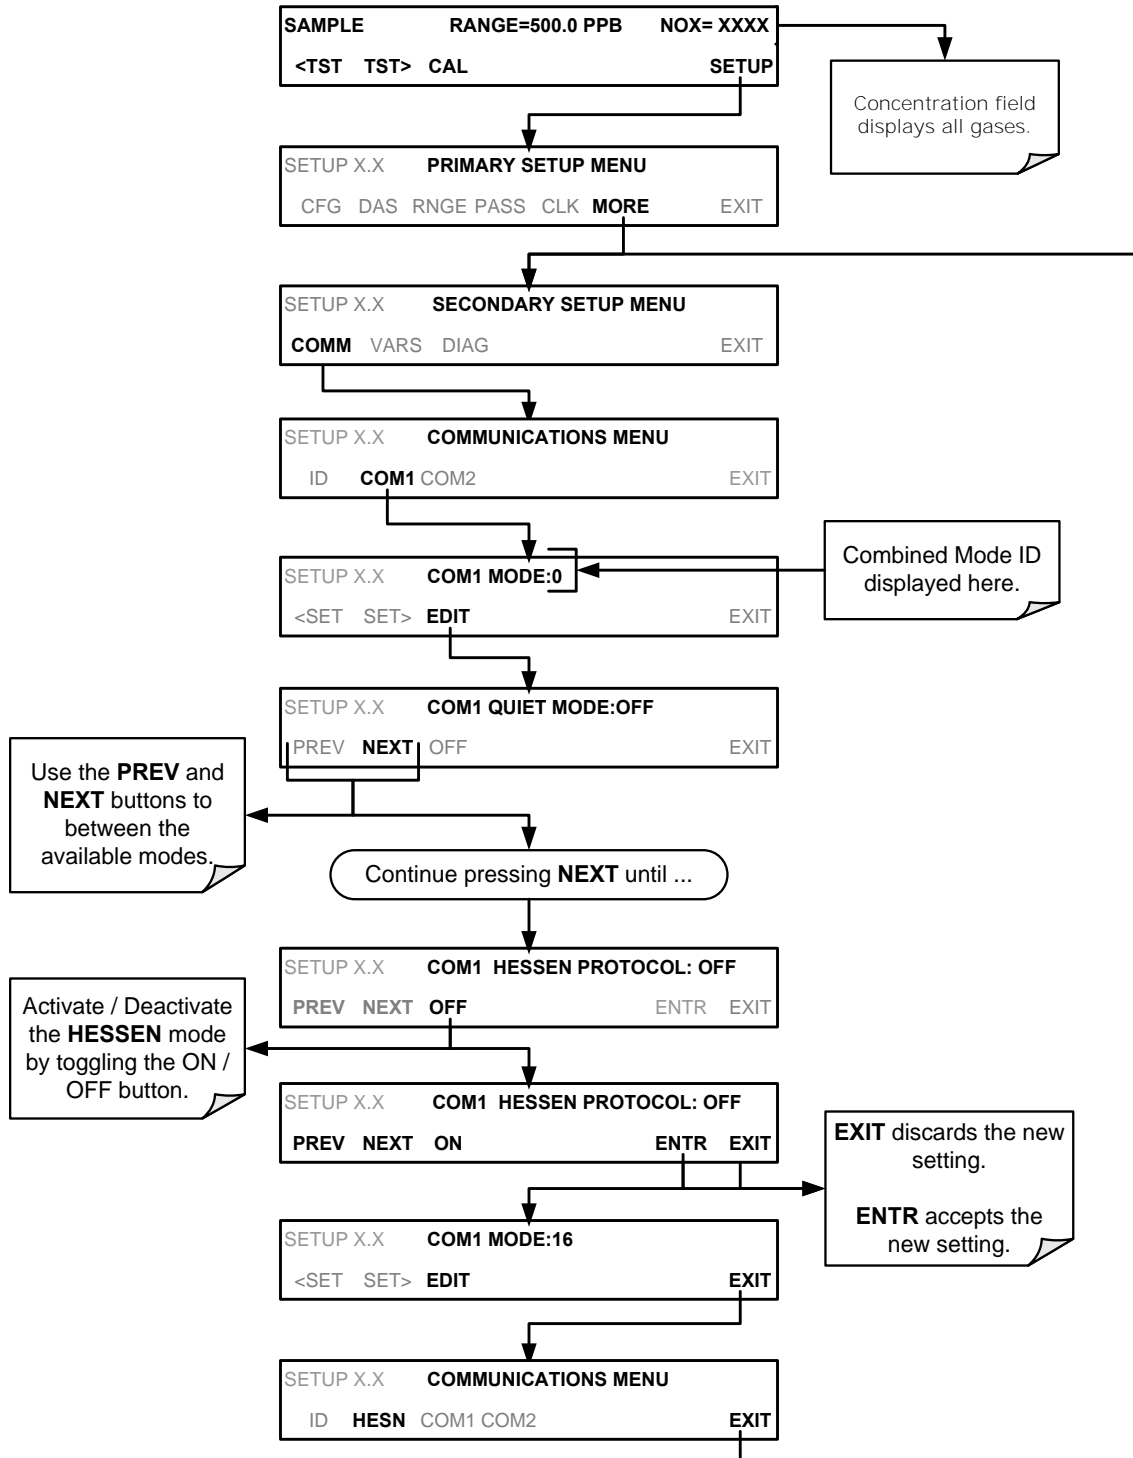 SAMPLE RANGE=500.0 PPB NOX= XXXX
<TST TST> CAL SETUP
Concentration field
displays all gases.
SETUP X.X PRIMARY SETUP MENU
CFG DAS RNGE PASS CLK MORE EXIT
SETUP X.X SECONDARY SETUP MENU
COMM VARS DIAG EXIT
SETUP X.X COMMUNICATIONS MENU
ID COM1 COM2 EXIT
SETUP X.X COM1 MODE:0
<SET SET> EDIT EXIT
Combined Mode ID
displayed here.
SETUP X.X COM1 QUIET MODE:OFF
PREV NEXT OFF EXIT
Use the PREV and
NEXT buttons to
between the
available modes.
Continue pressing NEXT until ...
SETUP X.X COM1 HESSEN PROTOCOL: OFF
PREV NEXT OFF ENTR EXIT
Activate / Deactivate
the HESSEN mode
by toggling the ON /
OFF button.
SETUP X.X COM1 HESSEN PROTOCOL: OFF
PREV NEXT ON ENTR EXIT
EXIT discards the new
setting.
ENTR accepts the
new setting.
SETUP X.X COM1 MODE:16
<SET SET> EDIT EXIT
SETUP X.X COMMUNICATIONS MENU
ID HESN COM1 COM2 EXIT